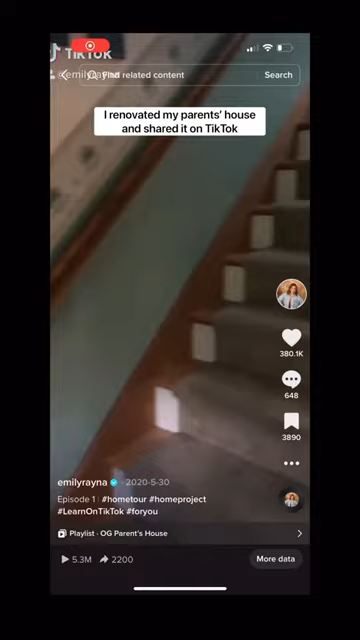 TikTok
Find related content
Search
I renovated my parents' house
and shared it on TikTok
380.1K
648
3890
emilyrayna 2020-5-30
Episode 1 #hometour #homeproject
#LearnOnTikTok #foryou
Playlist · OG Parent's House
5.3M 2200 More data